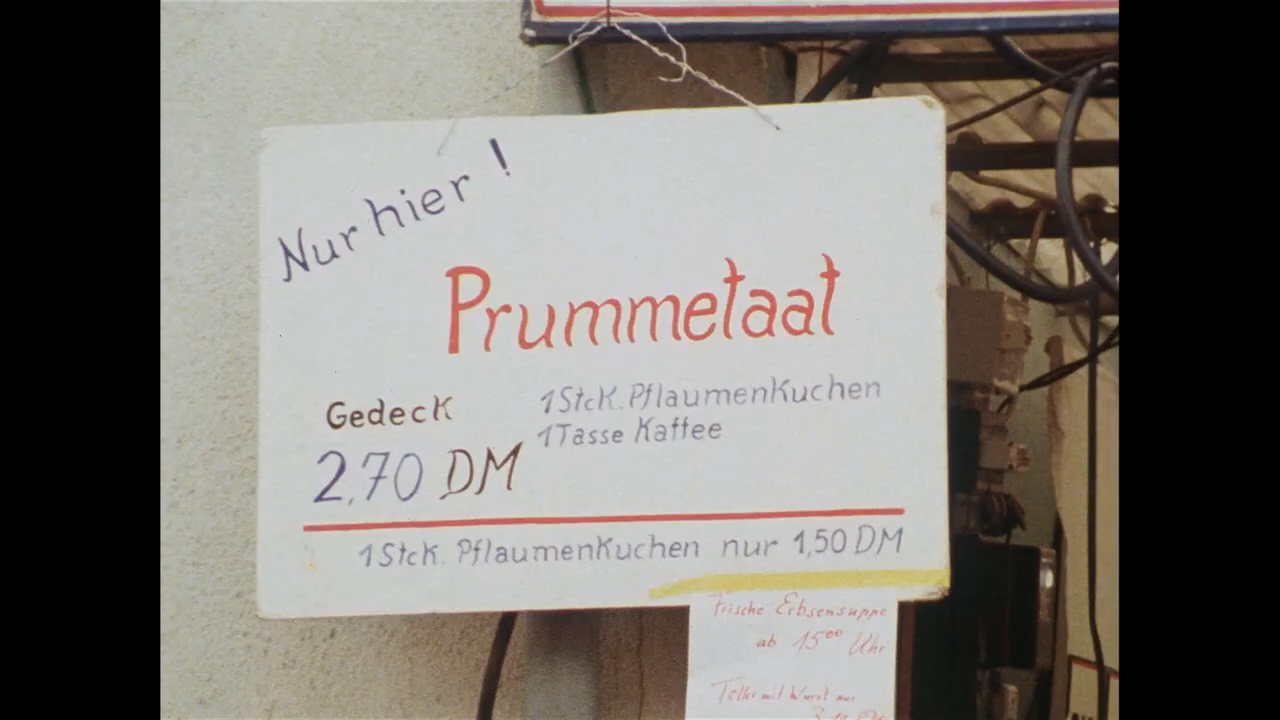 Nur hier !
Prummetaat
Gedeck
1 Stck. Pflaumenkuchen
1 Tasse Kaffee
2,70 DM
1 Stck. Pflaumenkuchen nur 1,50 DM
Frische Erbsensuppe
ab 15⁰⁰ Uhr
mit Wurst nur